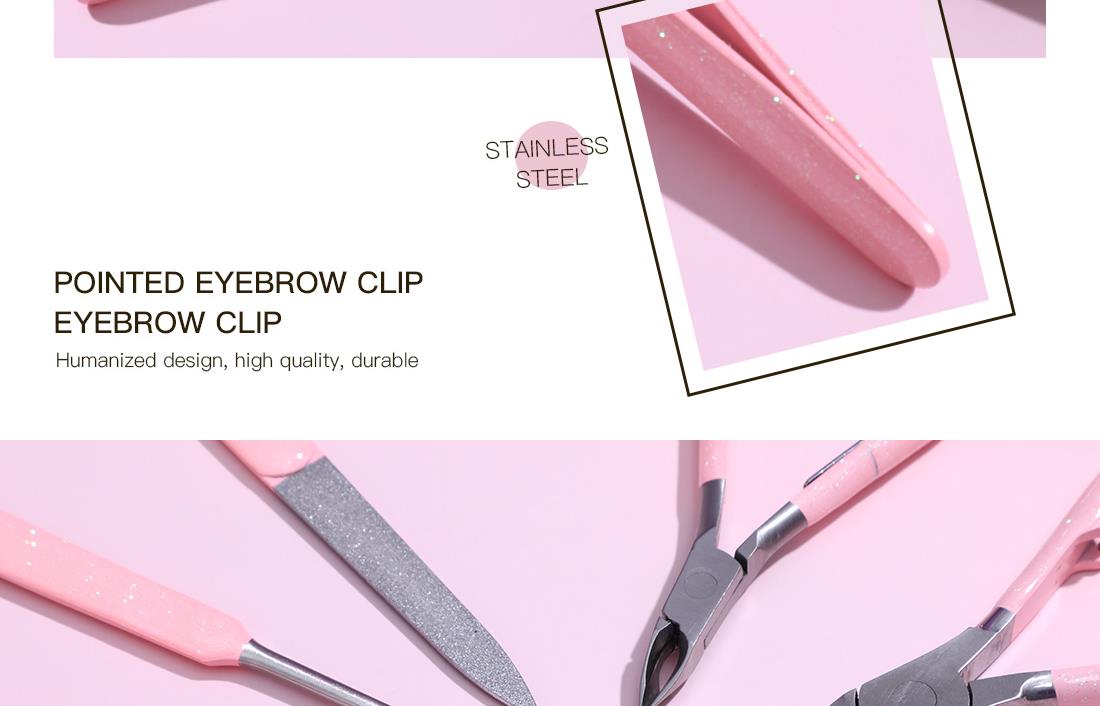 STAINLESS
STEEL
POINTED EYEBROW CLIP
EYEBROW CLIP
Humanized design, high quality, durable